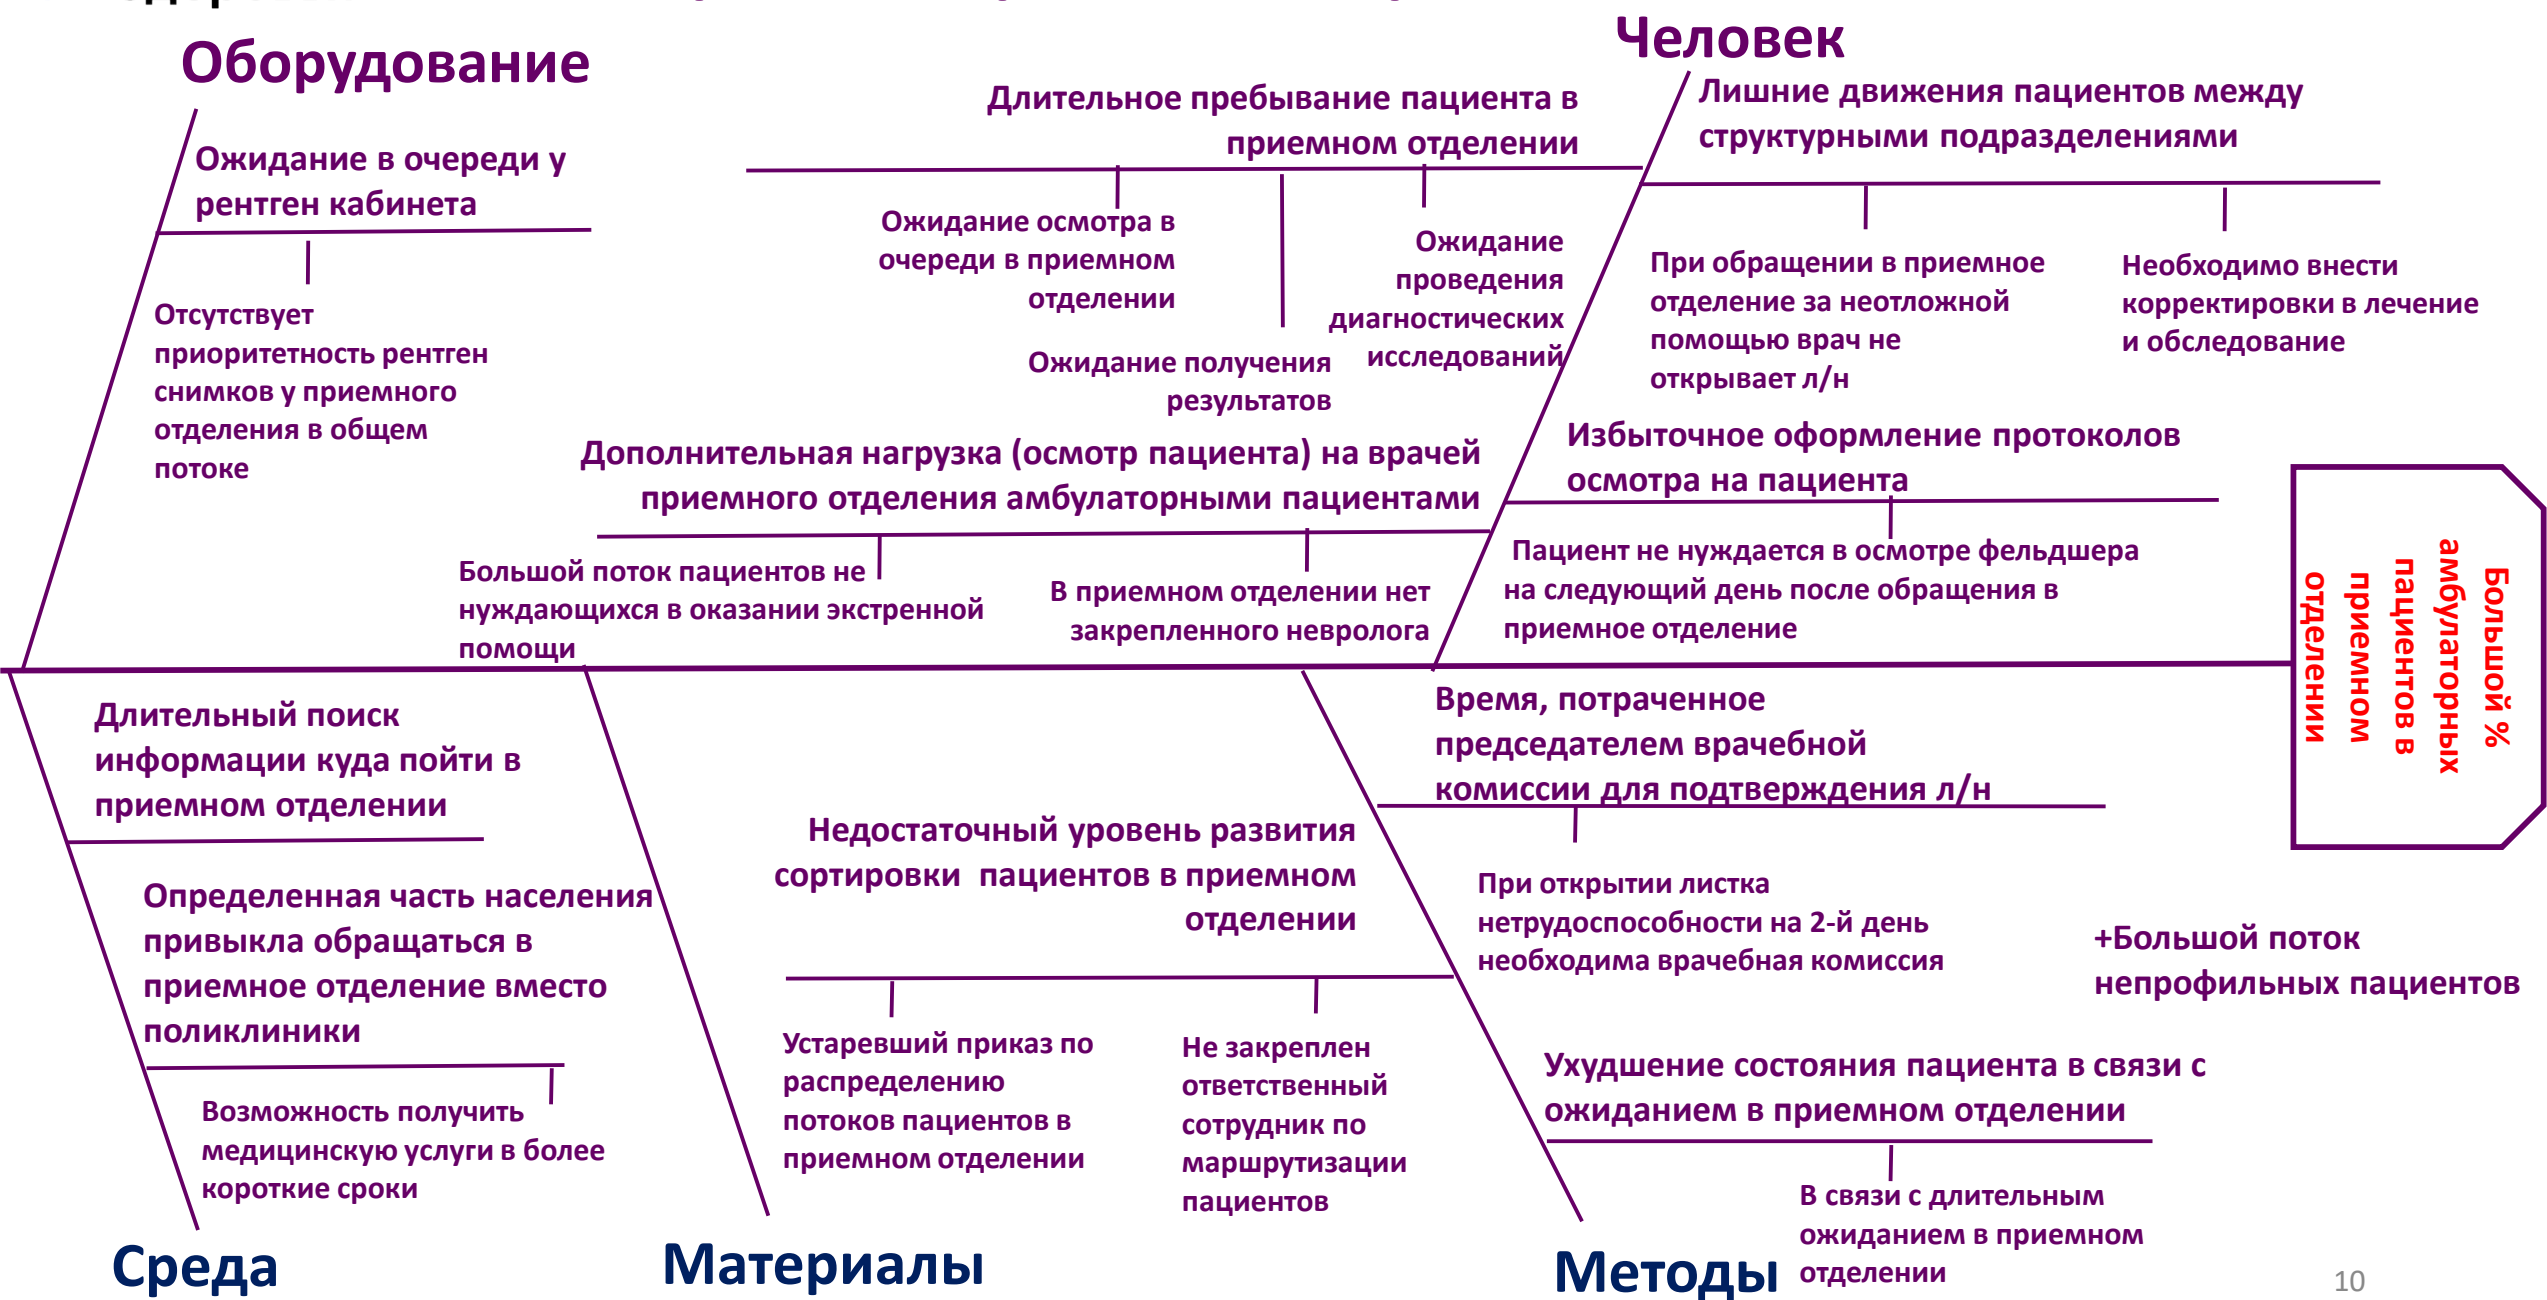 Оборудование
Ожидание в очереди у
рентген кабинета
Отсутствует
приоритетность рентген
снимков у приемного
отделения в общем
потоке
Человек
Длительное пребывание пациента в
приемном отделении
Ожидание осмотра в
очереди в приемном
отделении
Ожидание получения
результатов
Ожидание
проведения
диагностических
исследований
Лишние движения пациентов между
структурными подразделениями
При обращении в приемное
отделение за неотложной
помощью врач не
открывает л/н
Необходимо внести
корректировки в лечение
и обследование
Дополнительная нагрузка (осмотр пациента) на врачей
приемного отделения амбулаторными пациентами
Большой поток пациентов не
нуждающихся в оказании экстренной
помощи
В приемном отделении нет
закрепленного невролога
Избыточное оформление протоколов
осмотра на пациента
Пациент не нуждается в осмотре фельдшера
на следующий день после обращения в
приемное отделение
Большой %
амбулаторных
пациентов в
приемном
отделении
Длительный поиск
информации куда пойти в
приемном отделении
Определенная часть населения
привыкла обращаться в
приемное отделение вместо
поликлиники
Возможность получить
медицинскую услуги в более
короткие сроки
Среда
Недостаточный уровень развития
сортировки  пациентов в приемном
отделении
Устаревший приказ по
распределению
потоков пациентов в
приемном отделении
Не закреплен
ответственный
сотрудник по
маршрутизации
пациентов
Материалы
Время, потраченное
председателем врачебной
комиссии для подтверждения л/н
При открытии листка
нетрудоспособности на 2-й день
необходима врачебная комиссия
+Большой поток
непрофильных пациентов
Ухудшение состояния пациента в связи с
ожиданием в приемном отделении
В связи с длительным
ожиданием в приемном
отделении
Методы
10